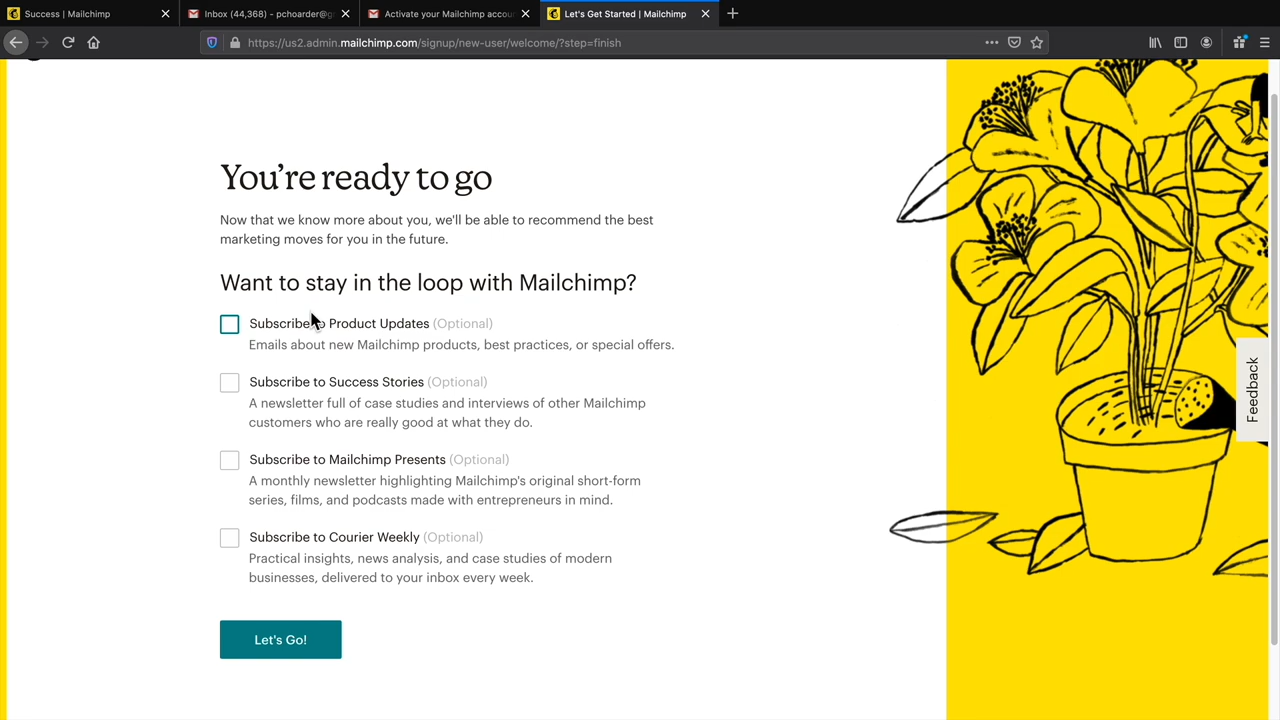 Success | Mailchimp
Inbox (44,368) - pchoarder@g
Activate your Mailchimp accou
Let's Get Started | Mailchimp
https://us2.admin.mailchimp.com/signup/new-user/welcome/?step=finish
You're ready to go
Now that we know more about you, we'll be able to recommend the best
marketing moves for you in the future.
Want to stay in the loop with Mailchimp?
Subscribe to Product Updates (Optional)
Emails about new Mailchimp products, best practices, or special offers.
Subscribe to Success Stories (Optional)
A newsletter full of case studies and interviews of other Mailchimp
customers who are really good at what they do.
Subscribe to Mailchimp Presents (Optional)
A monthly newsletter highlighting Mailchimp's original short-form
series, films, and podcasts made with entrepreneurs in mind.
Subscribe to Courier Weekly (Optional)
Practical insights, news analysis, and case studies of modern
businesses, delivered to your inbox every week.
Let's Go!
Feedback